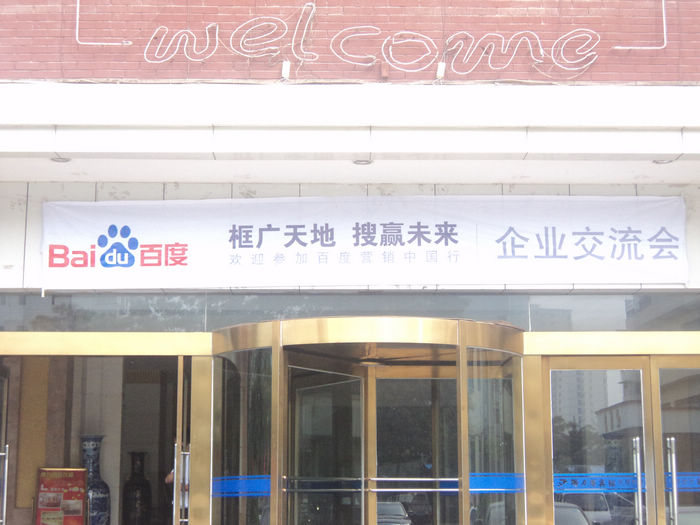 welcome
Baidu百度
框广天地 搜赢未来
欢迎参加百度营销中国行
企业交流会